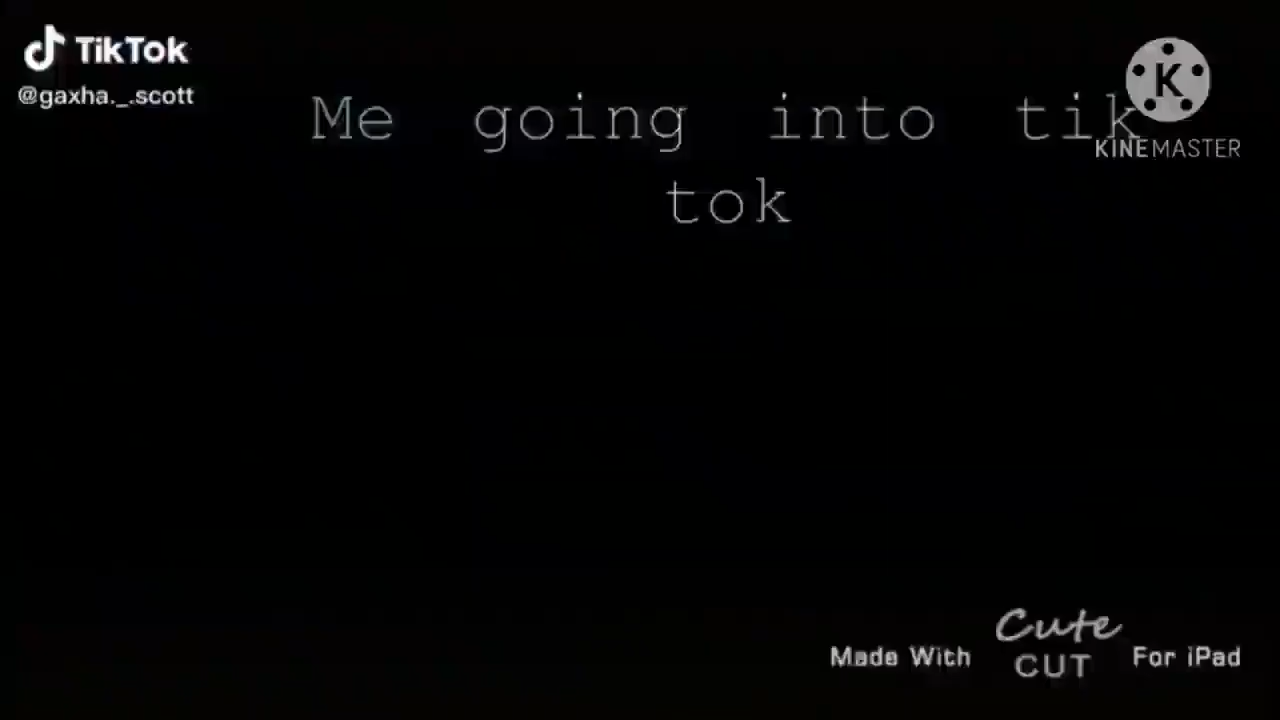 TikTok
@gaxha._.scott
Me going into tik
tok
K
KINEMASTER
Made With Cute CUT For iPad